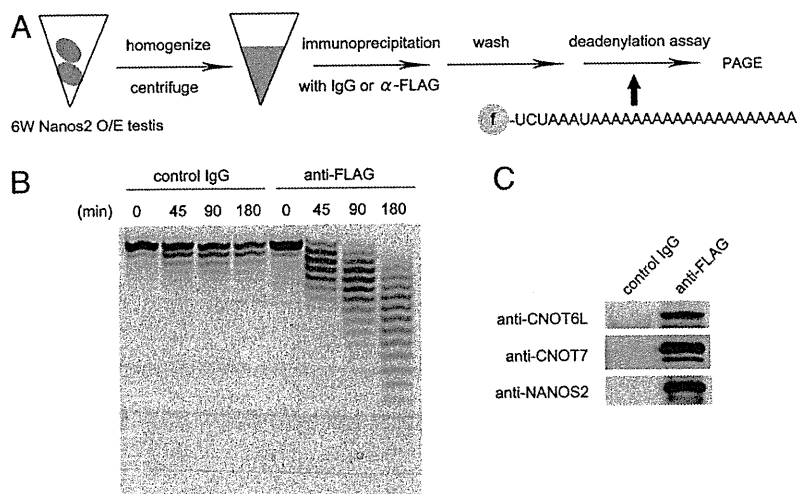 A
homogenize
centrifuge
immunoprecipitation
with IgG or α-FLAG
wash
deadenylation assay
PAGE
6W Nanos2 O/E testis
f -UCUAAAUAAAAAAAAAAAAAAAAAAAA
B
control IgG anti-FLAG
(min) 0 45 90 180 0 45 90 180
C
control IgG
anti-FLAG
anti-CNOT6L
anti-CNOT7
anti-NANOS2